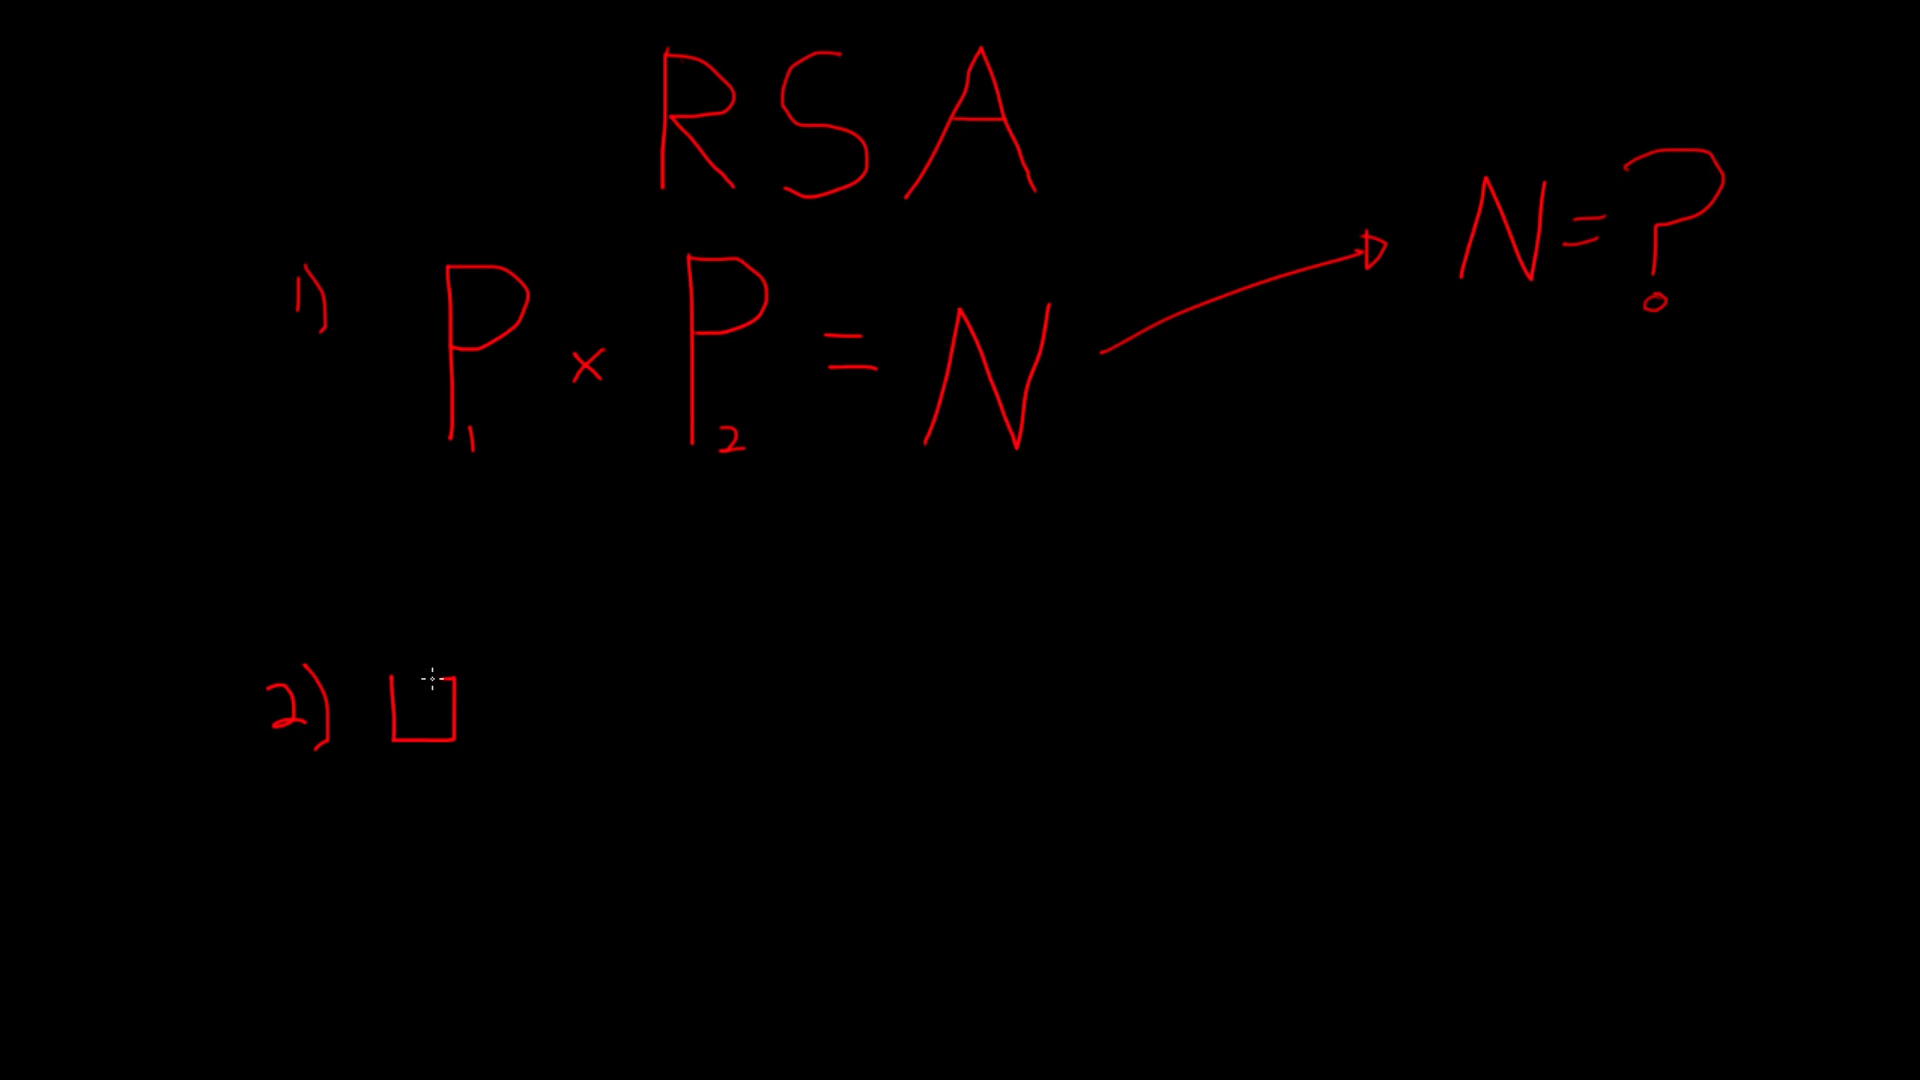 RSA
1) P1 x P2 = N
N=?
2)